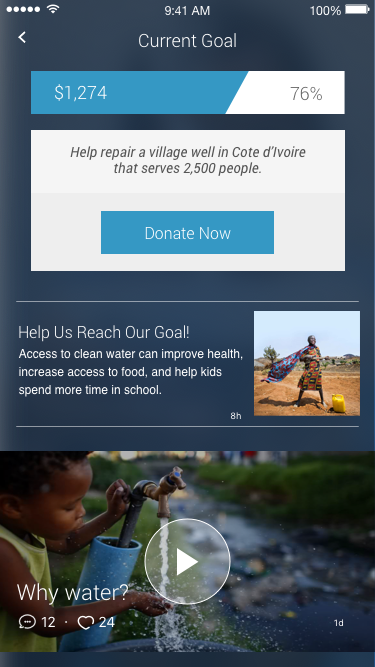 9:41 AM
100%
Current Goal
$1,274
76%
Help repair a village well in Cote d'Ivoire
that serves 2,500 people.
Donate Now
Help Us Reach Our Goal!
Access to clean water can improve health,
increase access to food, and help kids
spend more time in school.
8h
Why water?
12 · 24
1d